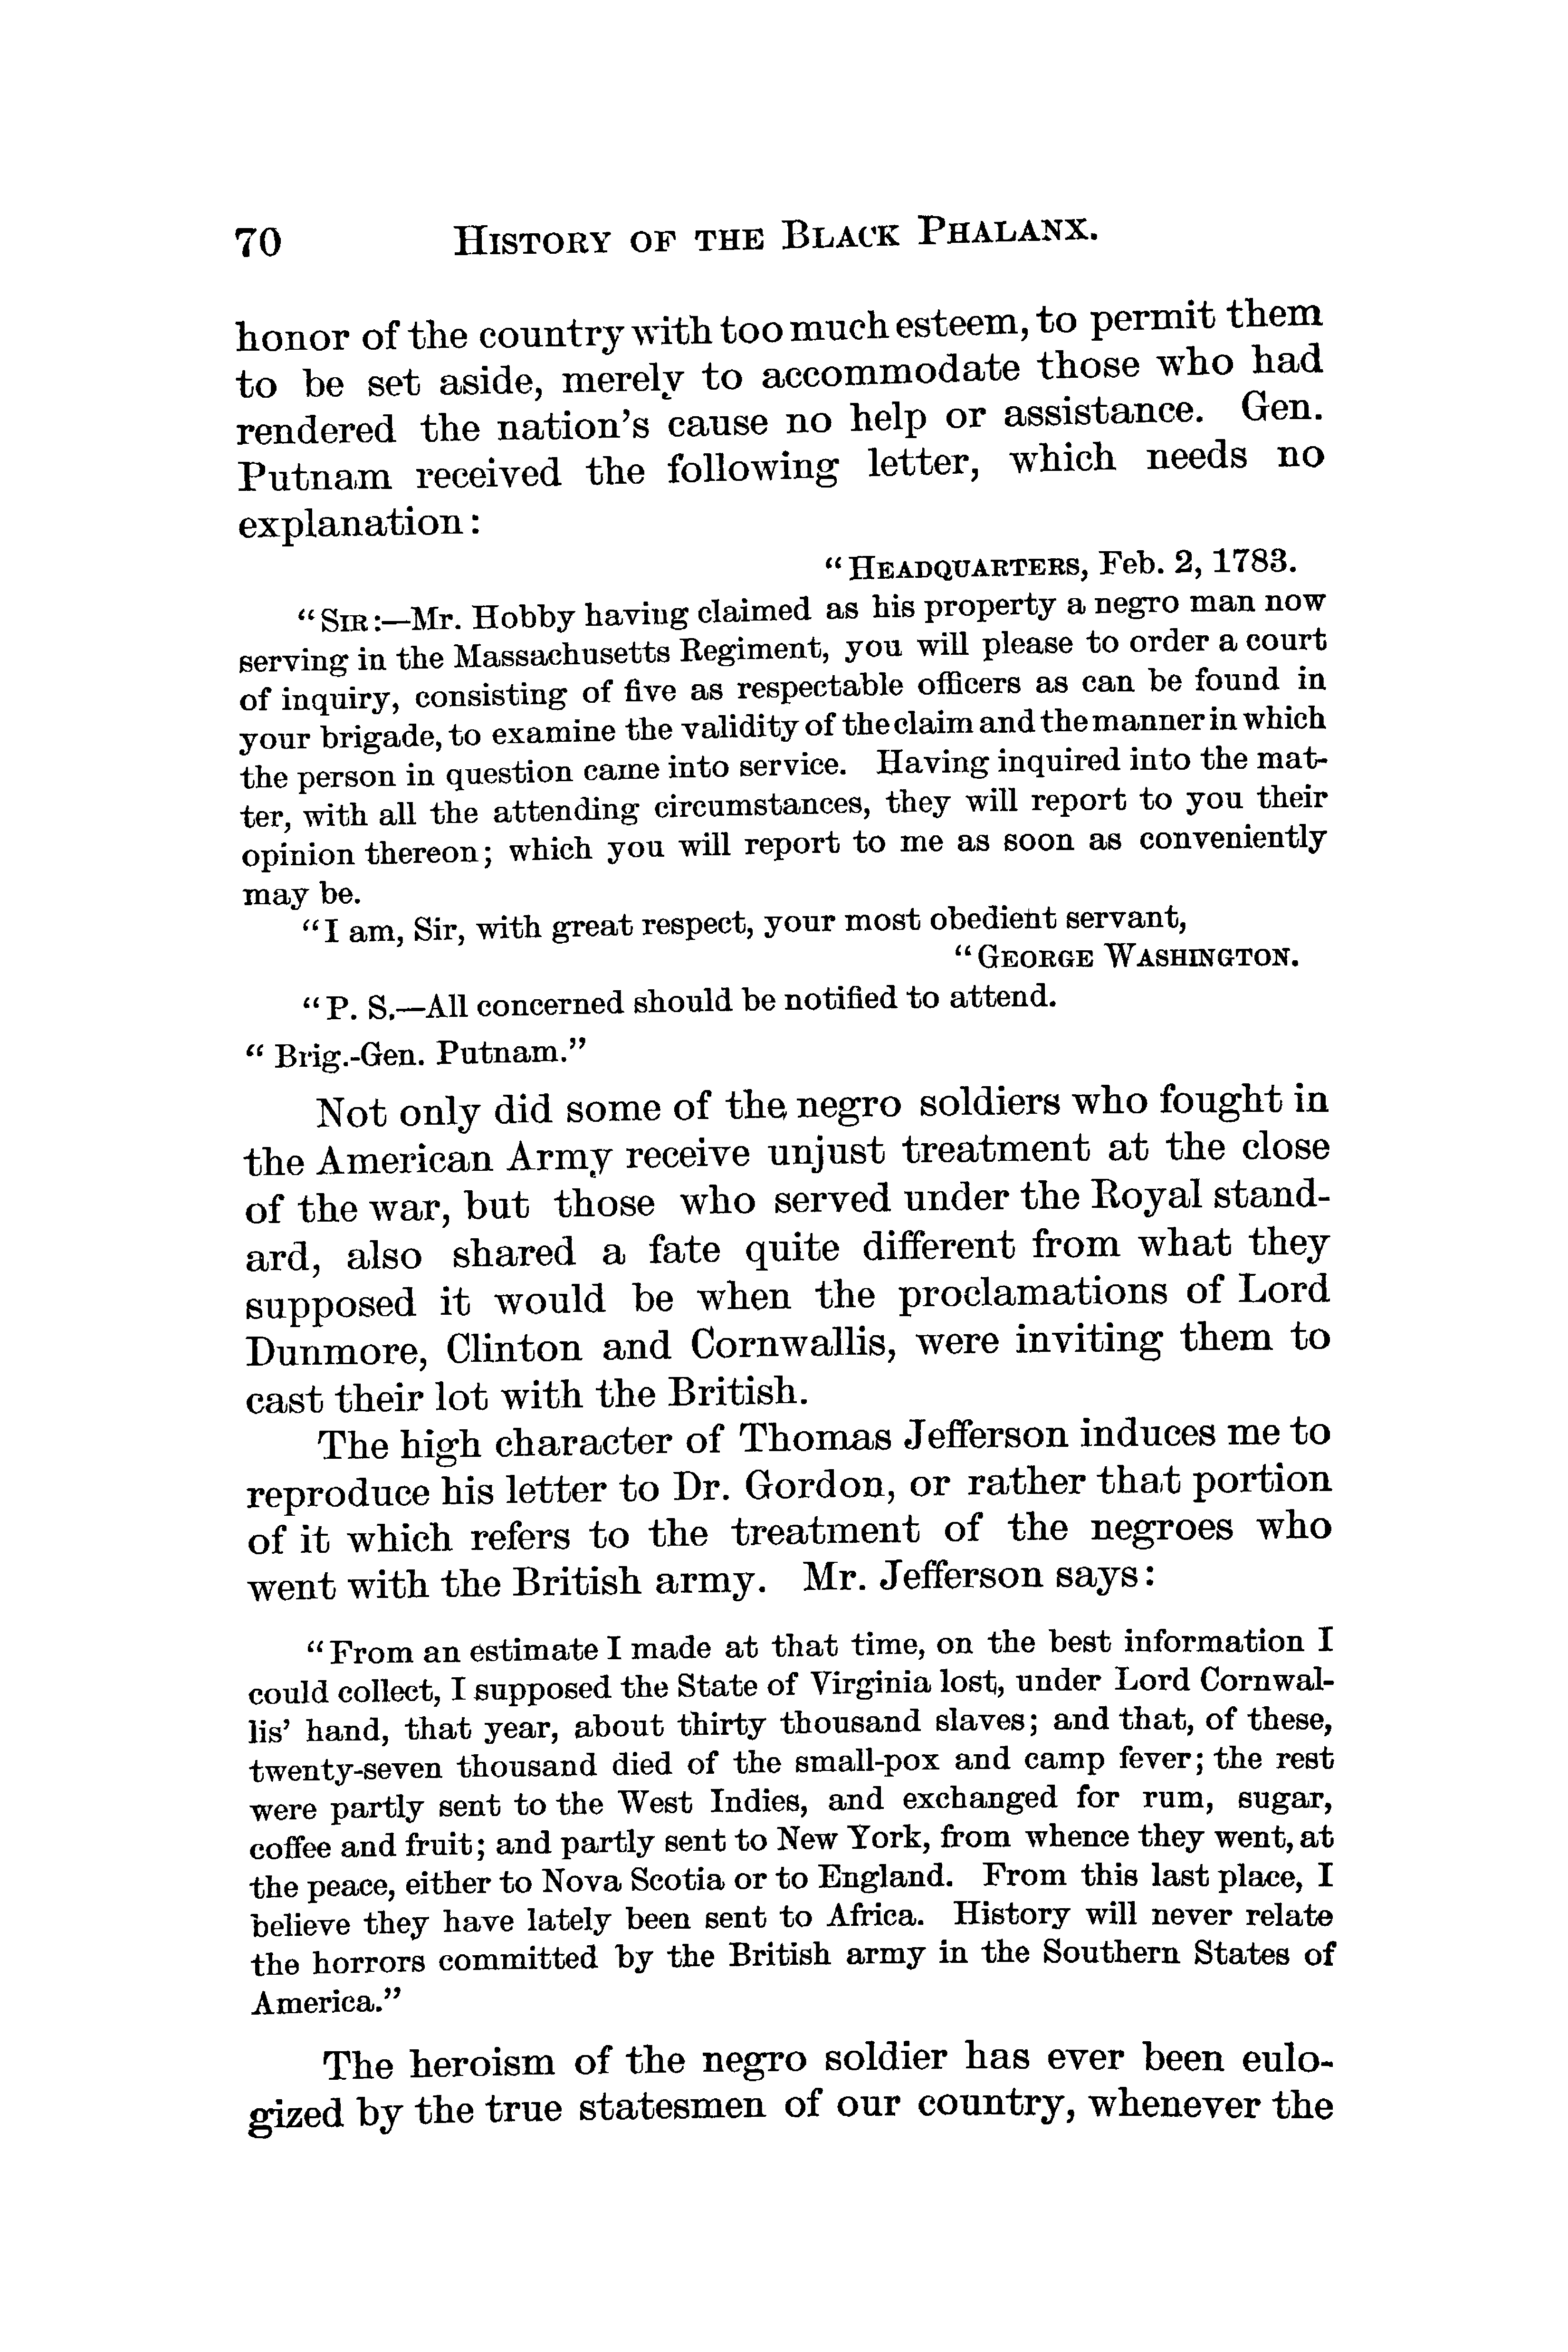 70 HISTORY OF THE BLACK PHALANX.
honor of the country with too much esteem, to permit them
to be set aside, merely to accommodate those who had
rendered the nation's cause no help or assistance. Gen.
Putnam received the following letter, which needs no
explanation:
"HEADQUARTERS, Feb. 2, 1783.
"SIR:—Mr. Hobby having claimed as his property a negro man now
serving in the Massachusetts Regiment, you will please to order a court
of inquiry, consisting of five as respectable officers as can be found in
your brigade, to examine the validity of the claim and the manner in which
the person in question came into service. Having inquired into the mat-
ter, with all the attending circumstances, they will report to you their
opinion thereon; which you will report to me as soon as conveniently
may be.
"I am, Sir, with great respect, your most obedient servant,
"GEORGE WASHINGTON.
"P. S.—All concerned should be notified to attend.
"Brig.-Gen. Putnam."
Not only did some of the negro soldiers who fought in
the American Army receive unjust treatment at the close
of the war, but those who served under the Royal stand-
ard, also shared a fate quite different from what they
supposed it would be when the proclamations of Lord
Dunmore, Clinton and Cornwallis, were inviting them to
cast their lot with the British.
The high character of Thomas Jefferson induces me to
reproduce his letter to Dr. Gordon, or rather that portion
of it which refers to the treatment of the negroes who
went with the British army. Mr. Jefferson says:
"From an estimate I made at that time, on the best information I
could collect, I supposed the State of Virginia lost, under Lord Cornwal-
lis' hand, that year, about thirty thousand slaves; and that, of these,
twenty-seven thousand died of the small-pox and camp fever; the rest
were partly sent to the West Indies, and exchanged for rum, sugar,
coffee and fruit; and partly sent to New York, from whence they went, at
the peace, either to Nova Scotia or to England. From this last place, I
believe they have lately been sent to Africa. History will never relate
the horrors committed by the British army in the Southern States of
America."
The heroism of the negro soldier has ever been eulo-
gized by the true statesmen of our country, whenever the